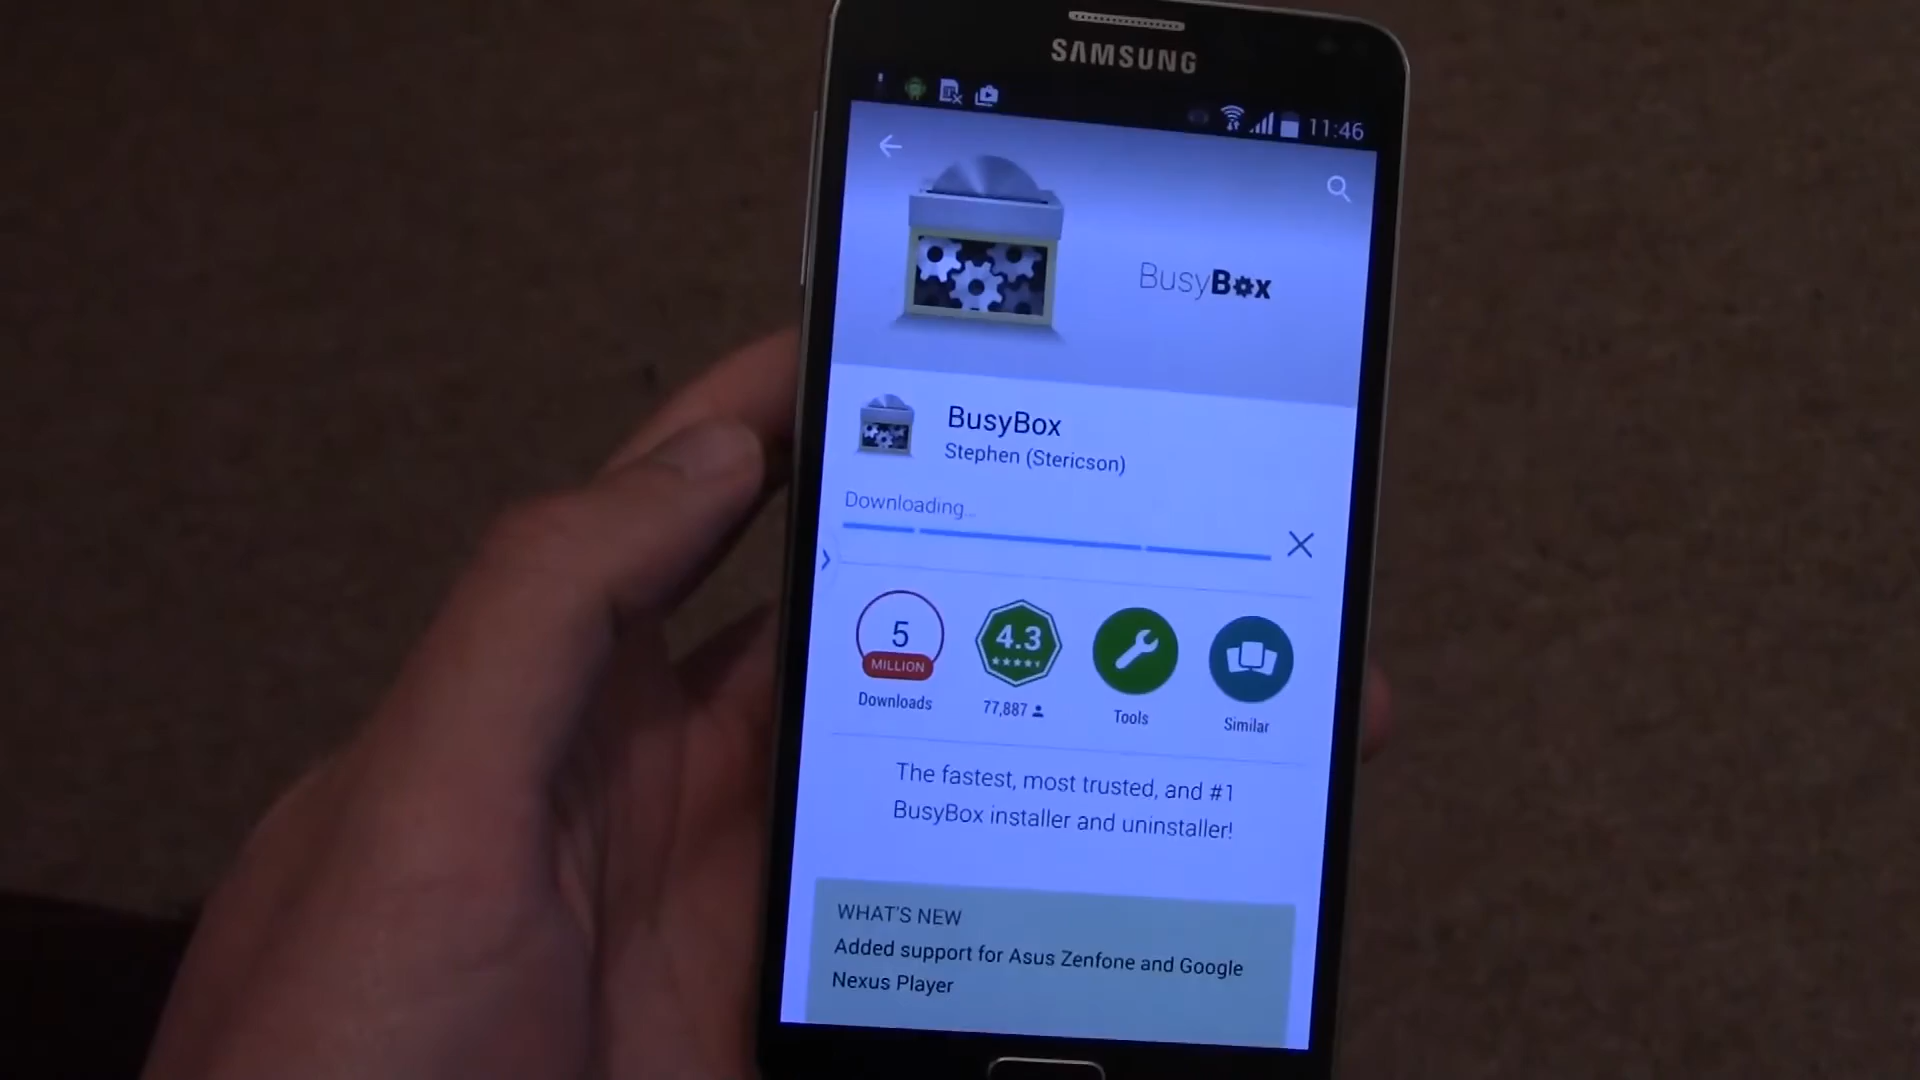 SAMSUNG
11:46
BusyBox
BusyBox
Stephen (Stericson)
Downloading...
5
MILLION
Downloads
4.3
77,887
Tools
Similar
The fastest, most trusted, and #1
BusyBox installer and uninstaller!
WHAT'S NEW
Added support for Asus Zenfone and Google
Nexus Player